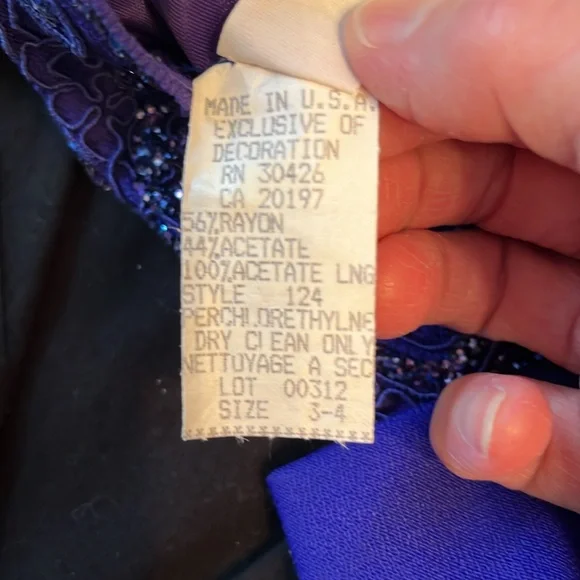 MADE IN U.S.A.
EXCLUSIVE OF
DECORATION
RN 30426
CA 20197
56%RAYON
44%ACETATE
100%ACETATE LNG
STYLE 124
PERCHLORETHYLNE
DRY CLEAN ONLY
NETTUYAGE A SEC
LOT 00312
SIZE 3-4